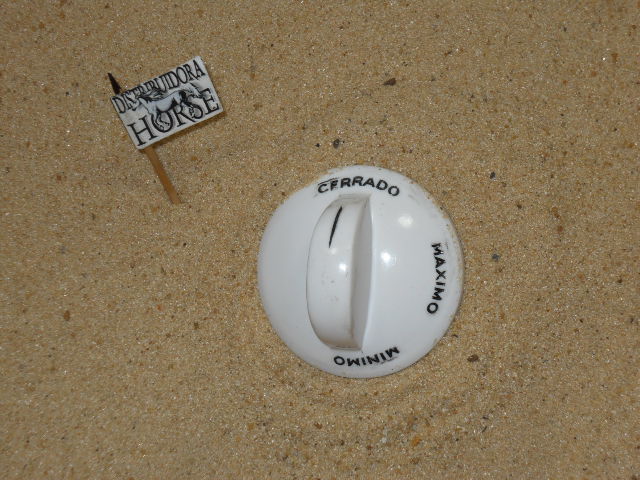 DISTRIBUIDORA
HORSE
CERRADO
MAXIMO
MINIMO